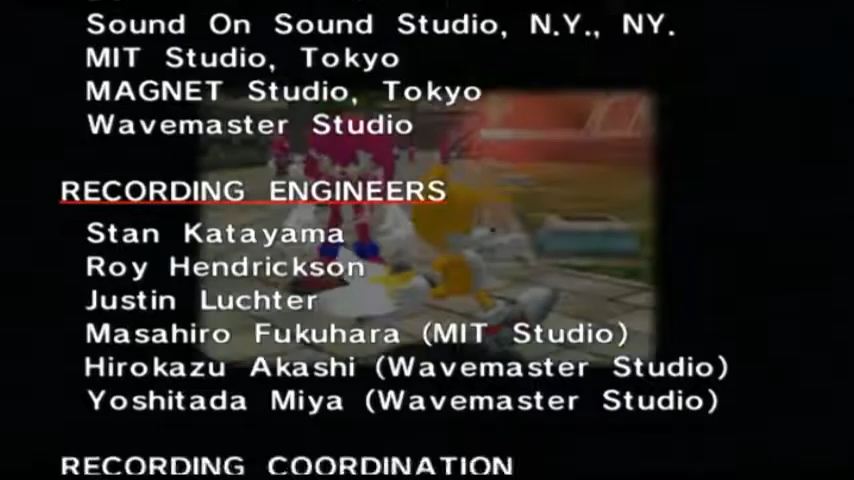 Sound On Sound Studio, N.Y., NY.
MIT Studio, Tokyo
MAGNET Studio, Tokyo
Wavemaster Studio
RECORDING ENGINEERS
Stan Katayama
Roy Hendrickson
Justin Luchter
Masahiro Fukuhara (MIT Studio)
Hirokazu Akashi (Wavemaster Studio)
Yoshitada Miya (Wavemaster Studio)
RECORDING COORDINATION